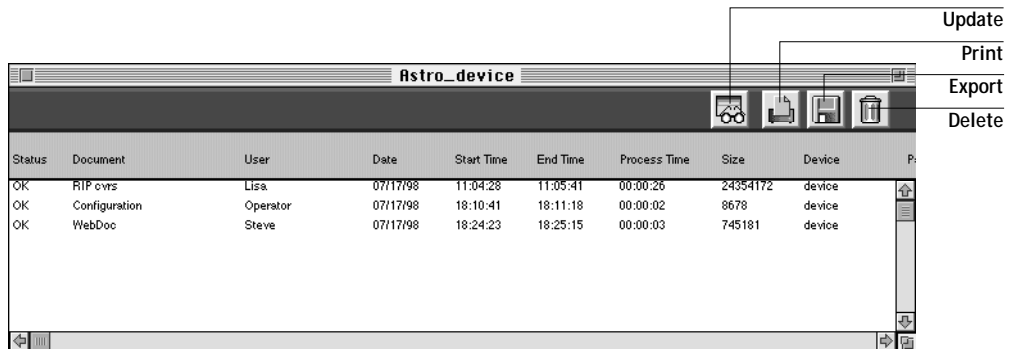 Update
Print
Astro_device
Export
Delete
Status Document User Date Start Time End Time Process Time Size Device
OK RIP cvrs Lisa 07/17/98 11:04:28 11:05:41 00:00:26 24354172 device
OK Configuration Operator 07/17/98 18:10:41 18:11:18 00:00:02 8678 device
OK WebDoc Steve 07/17/98 18:24:23 18:25:15 00:00:03 745181 device